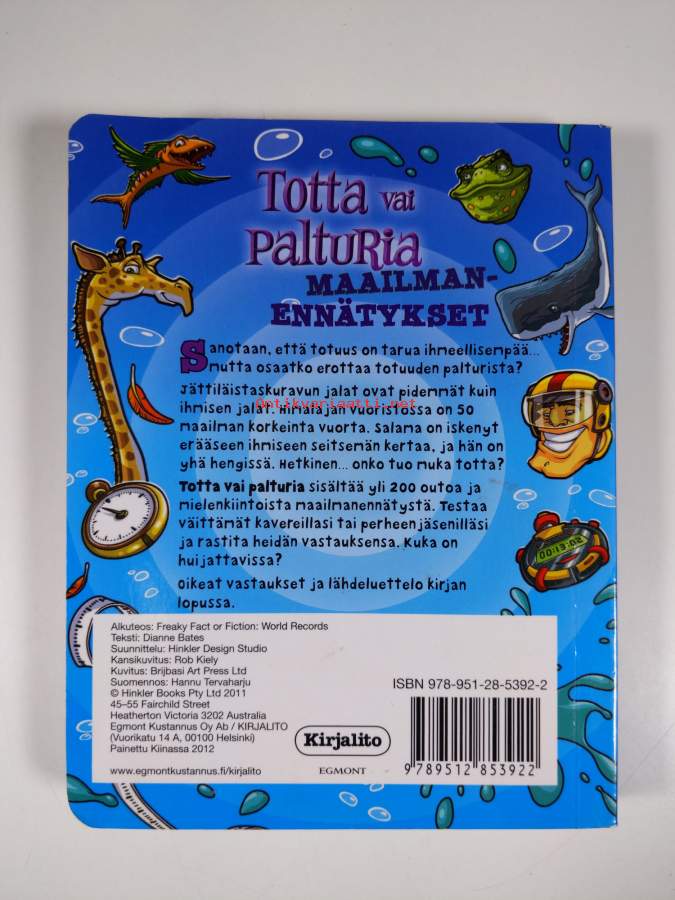 Totta vai
palturia
MAAILMAN-
ENNÄTYKSET
Sanotaan, että totuus on tarua ihmeellisempää...
mutta osaatko erottaa totuuden palturista?
Jättiläistaskuravun jalat ovat pidemmät kuin
Antikvariaatti.net
ihmisen jalat. Himalajan vuoristossa on 50
maailman korkeinta vuorta. Salama on iskenyt
erääseen ihmiseen seitsemän kertaa, ja hän on
yhä hengissä. Hetkinen... onko tuo muka totta?
Totta vai palturia sisältää yli 200 outoa ja
mielenkiintoista maailmanennätystä. Testaa
väittämät kavereillasi tai perheen jäsenilläsi
ja rastita heidän vastauksensa. Kuka on
huijattavissa?
Oikeat vastaukset ja lähdeluettelo kirjan
lopussa.
Alkuteos: Freaky Fact or Fiction: World Records
Teksti: Dianne Bates
Suunnittelu: Hinkler Design Studio
Kansikuvitus: Rob Kiely
Kuvitus: Brijbasi Art Press Ltd
Suomennos: Hannu Tervaharju
© Hinkler Books Pty Ltd 2011
45–55 Fairchild Street
Heatherton Victoria 3202 Australia
Egmont Kustannus Oy Ab / KIRJALITO
(Vuorikatu 14 A, 00100 Helsinki)
Painettu Kiinassa 2012
www.egmontkustannus.fi/kirjalito
Kirjalito
EGMONT
ISBN 978-951-28-5392-2
9 789512 853922